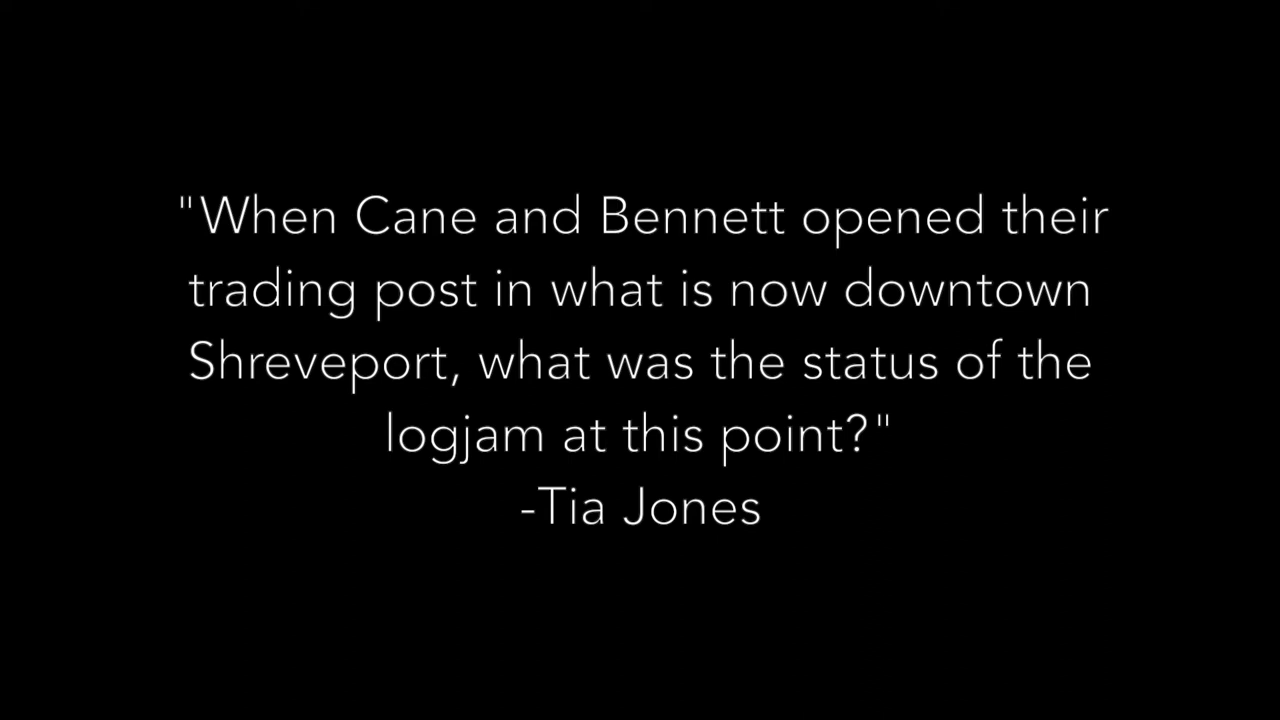 "When Cane and Bennett opened their
trading post in what is now downtown
Shreveport, what was the status of the
logjam at this point?"
-Tia Jones